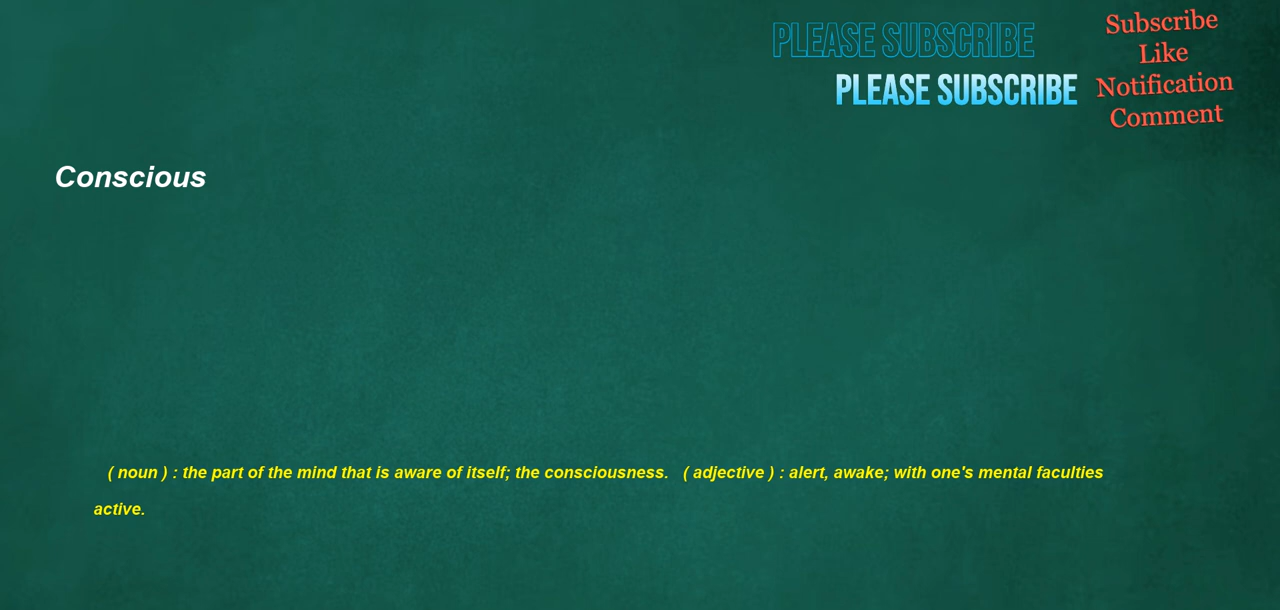 PLEASE SUBSCRIBE
PLEASE SUBSCRIBE
Subscribe
Like
Notification
Comment
Conscious
( noun ) : the part of the mind that is aware of itself; the consciousness. ( adjective ) : alert, awake; with one's mental faculties
active.